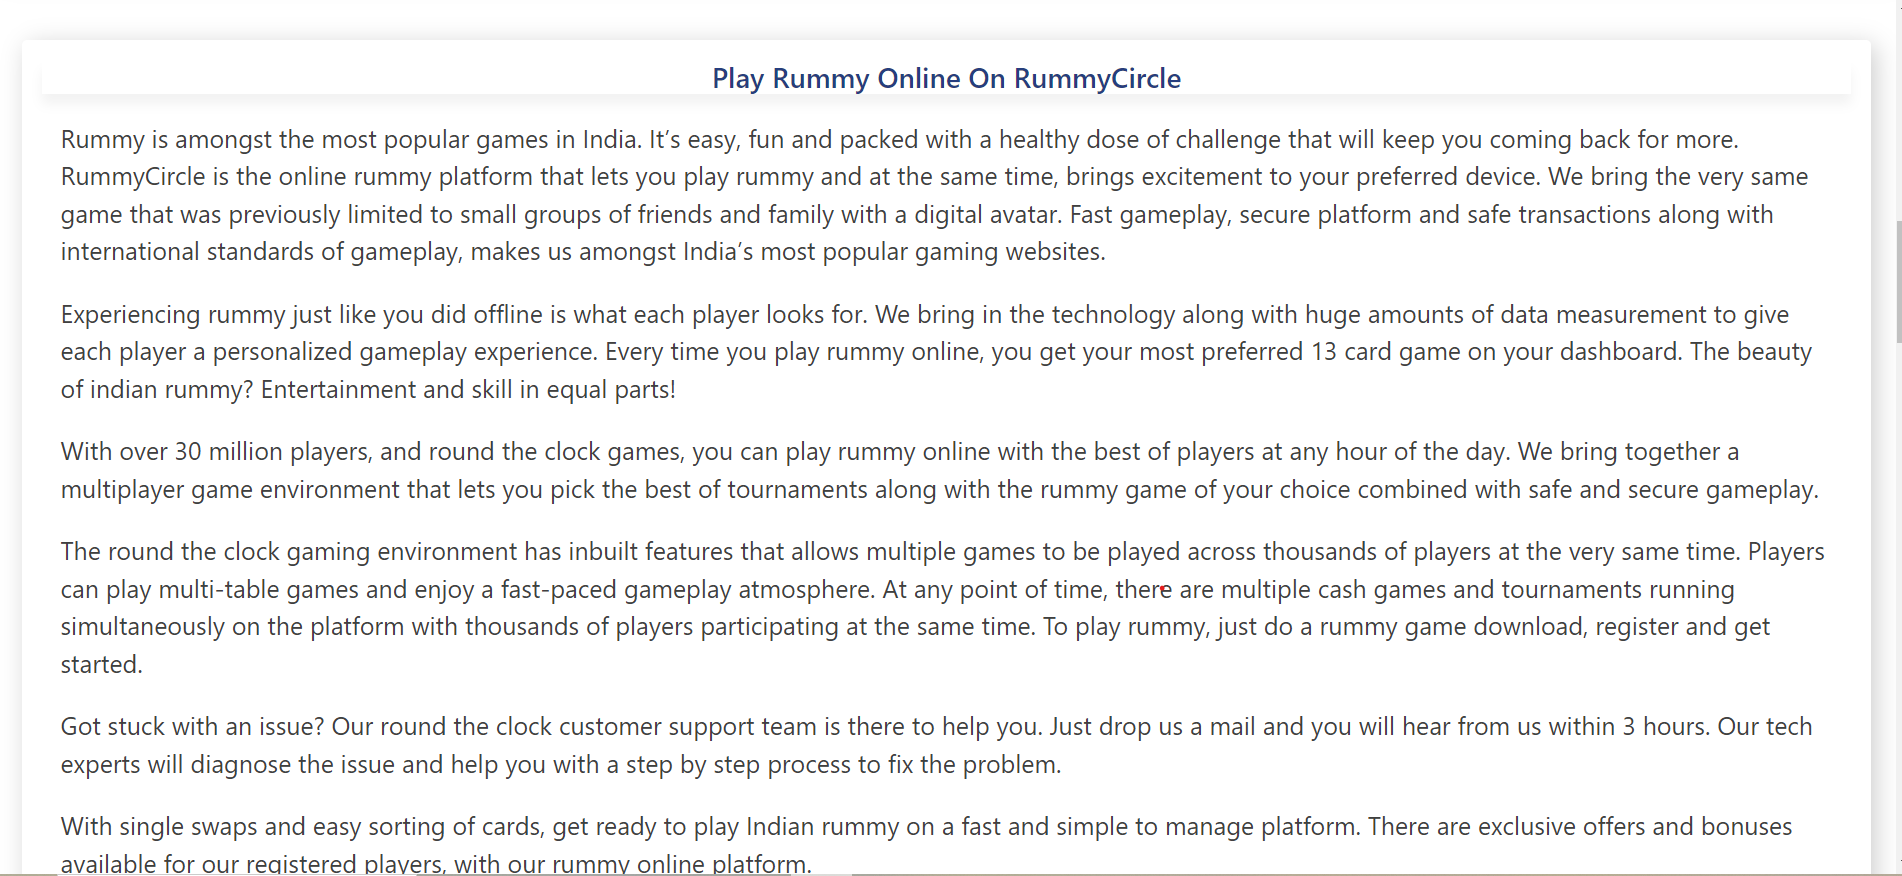 Play Rummy Online On RummyCircle
Rummy is amongst the most popular games in India. It’s easy, fun and packed with a healthy dose of challenge that will keep you coming back for more.
RummyCircle is the online rummy platform that lets you play rummy and at the same time, brings excitement to your preferred device. We bring the very same
game that was previously limited to small groups of friends and family with a digital avatar. Fast gameplay, secure platform and safe transactions along with
international standards of gameplay, makes us amongst India’s most popular gaming websites.
Experiencing rummy just like you did offline is what each player looks for. We bring in the technology along with huge amounts of data measurement to give
each player a personalized gameplay experience. Every time you play rummy online, you get your most preferred 13 card game on your dashboard. The beauty
of indian rummy? Entertainment and skill in equal parts!
With over 30 million players, and round the clock games, you can play rummy online with the best of players at any hour of the day. We bring together a
multiplayer game environment that lets you pick the best of tournaments along with the rummy game of your choice combined with safe and secure gameplay.
The round the clock gaming environment has inbuilt features that allows multiple games to be played across thousands of players at the very same time. Players
can play multi-table games and enjoy a fast-paced gameplay atmosphere. At any point of time, there are multiple cash games and tournaments running
simultaneously on the platform with thousands of players participating at the same time. To play rummy, just do a rummy game download, register and get
started.
Got stuck with an issue? Our round the clock customer support team is there to help you. Just drop us a mail and you will hear from us within 3 hours. Our tech
experts will diagnose the issue and help you with a step by step process to fix the problem.
With single swaps and easy sorting of cards, get ready to play Indian rummy on a fast and simple to manage platform. There are exclusive offers and bonuses
available for our registered players, with our rummy online platform.